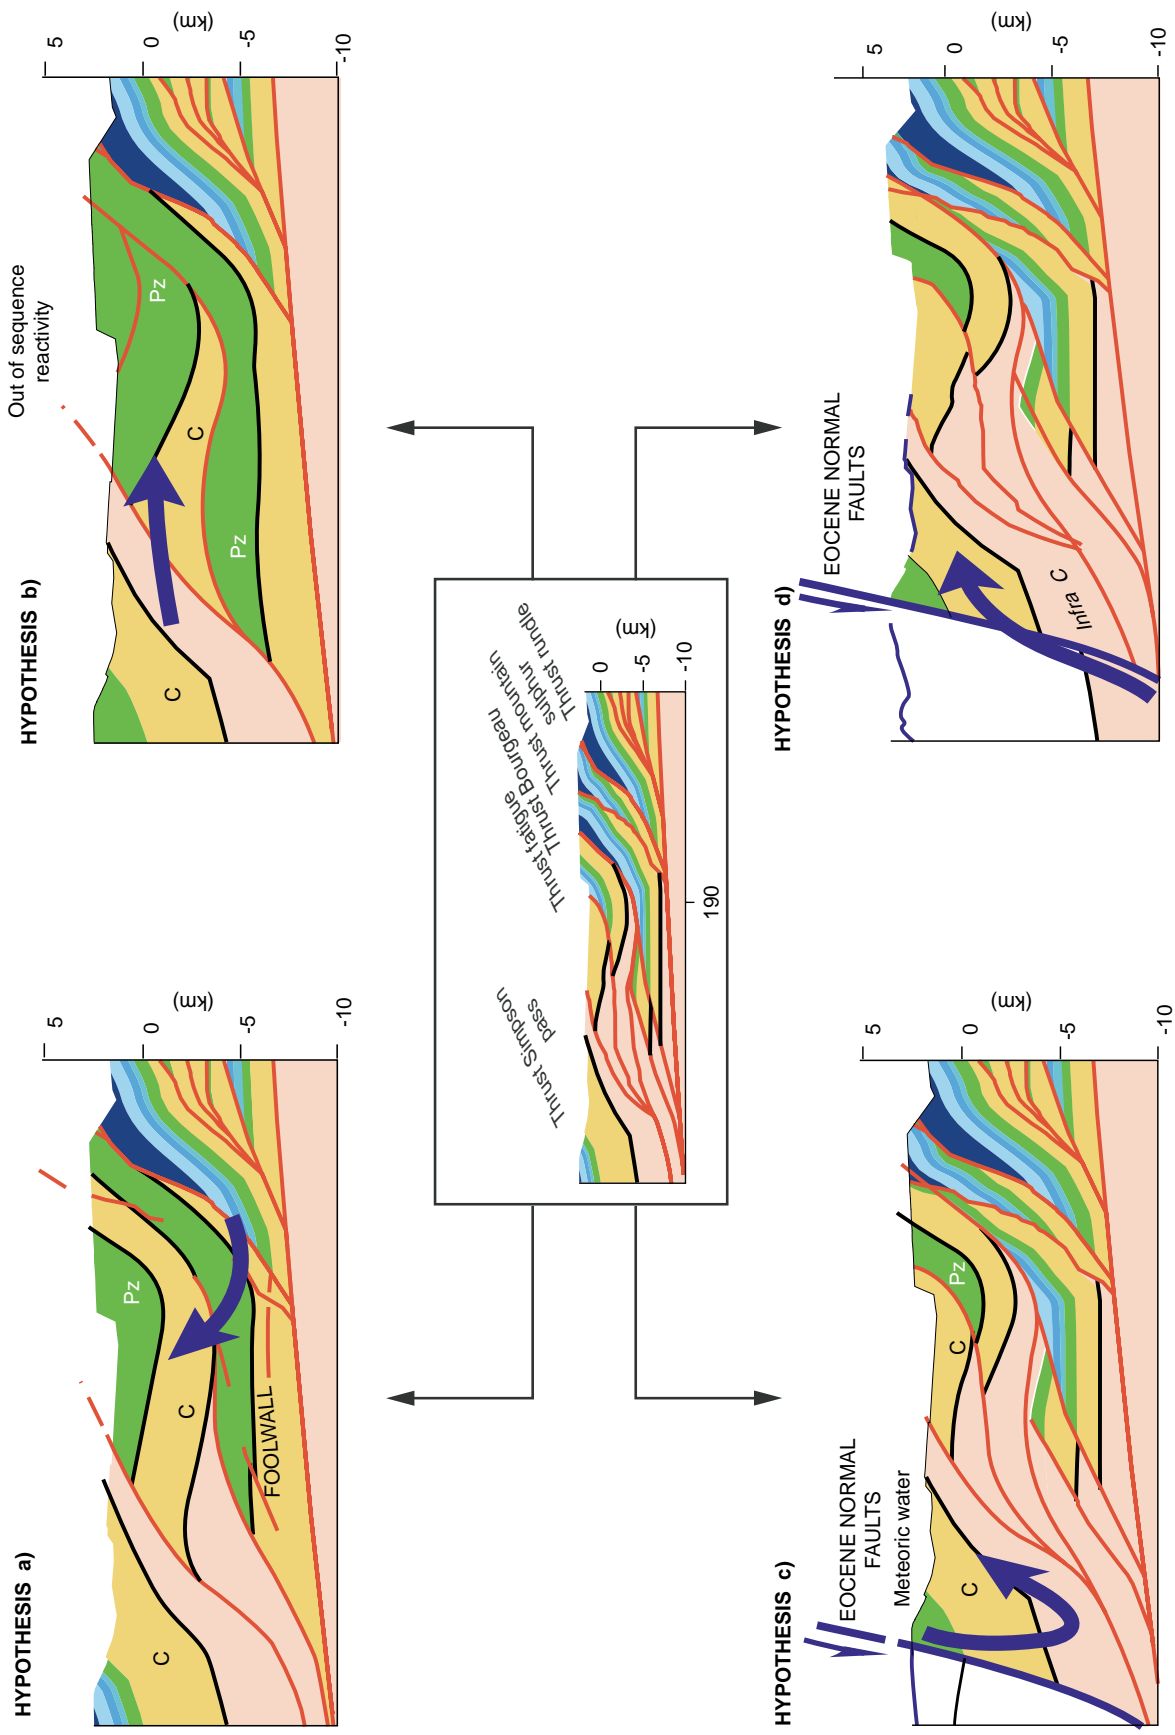 HYPOTHESIS a)
5
0
-5
-10
(km)
Pz
C
C
FOOLWALL
HYPOTHESIS b)
Out of sequence
reactivity
5
0
-5
-10
(km)
Pz
C
Pz
C
Thrust Simpson
pass
Thrust fatigue
Thrust Bourgeau
Thrust mountain
sulphur
Thrust rundle
0
-5
-10
(km)
190
HYPOTHESIS c)
EOCENE NORMAL
FAULTS
Meteoric water
5
0
-5
-10
(km)
C
C
Pz
HYPOTHESIS d)
EOCENE NORMAL
FAULTS
5
0
-5
-10
(km)
Infra C